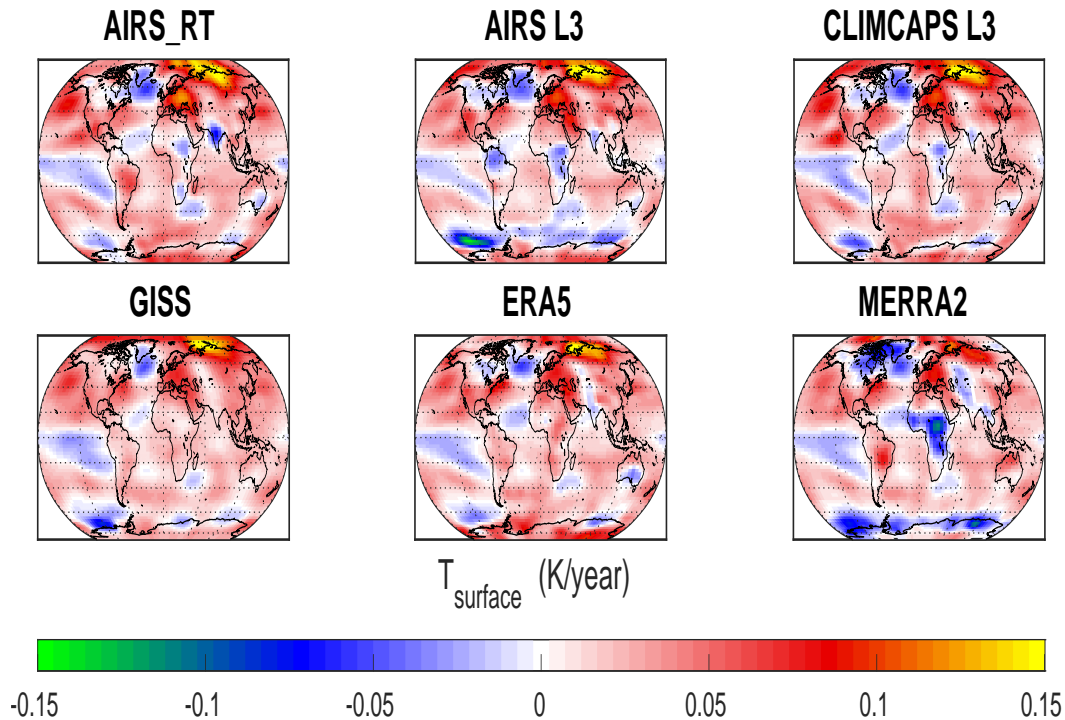 AIRS_RT AIRS L3 CLIMCAPS L3
GISS ERA5 MERRA2
T_surface (K/year)
-0.15 -0.1 -0.05 0 0.05 0.1 0.15